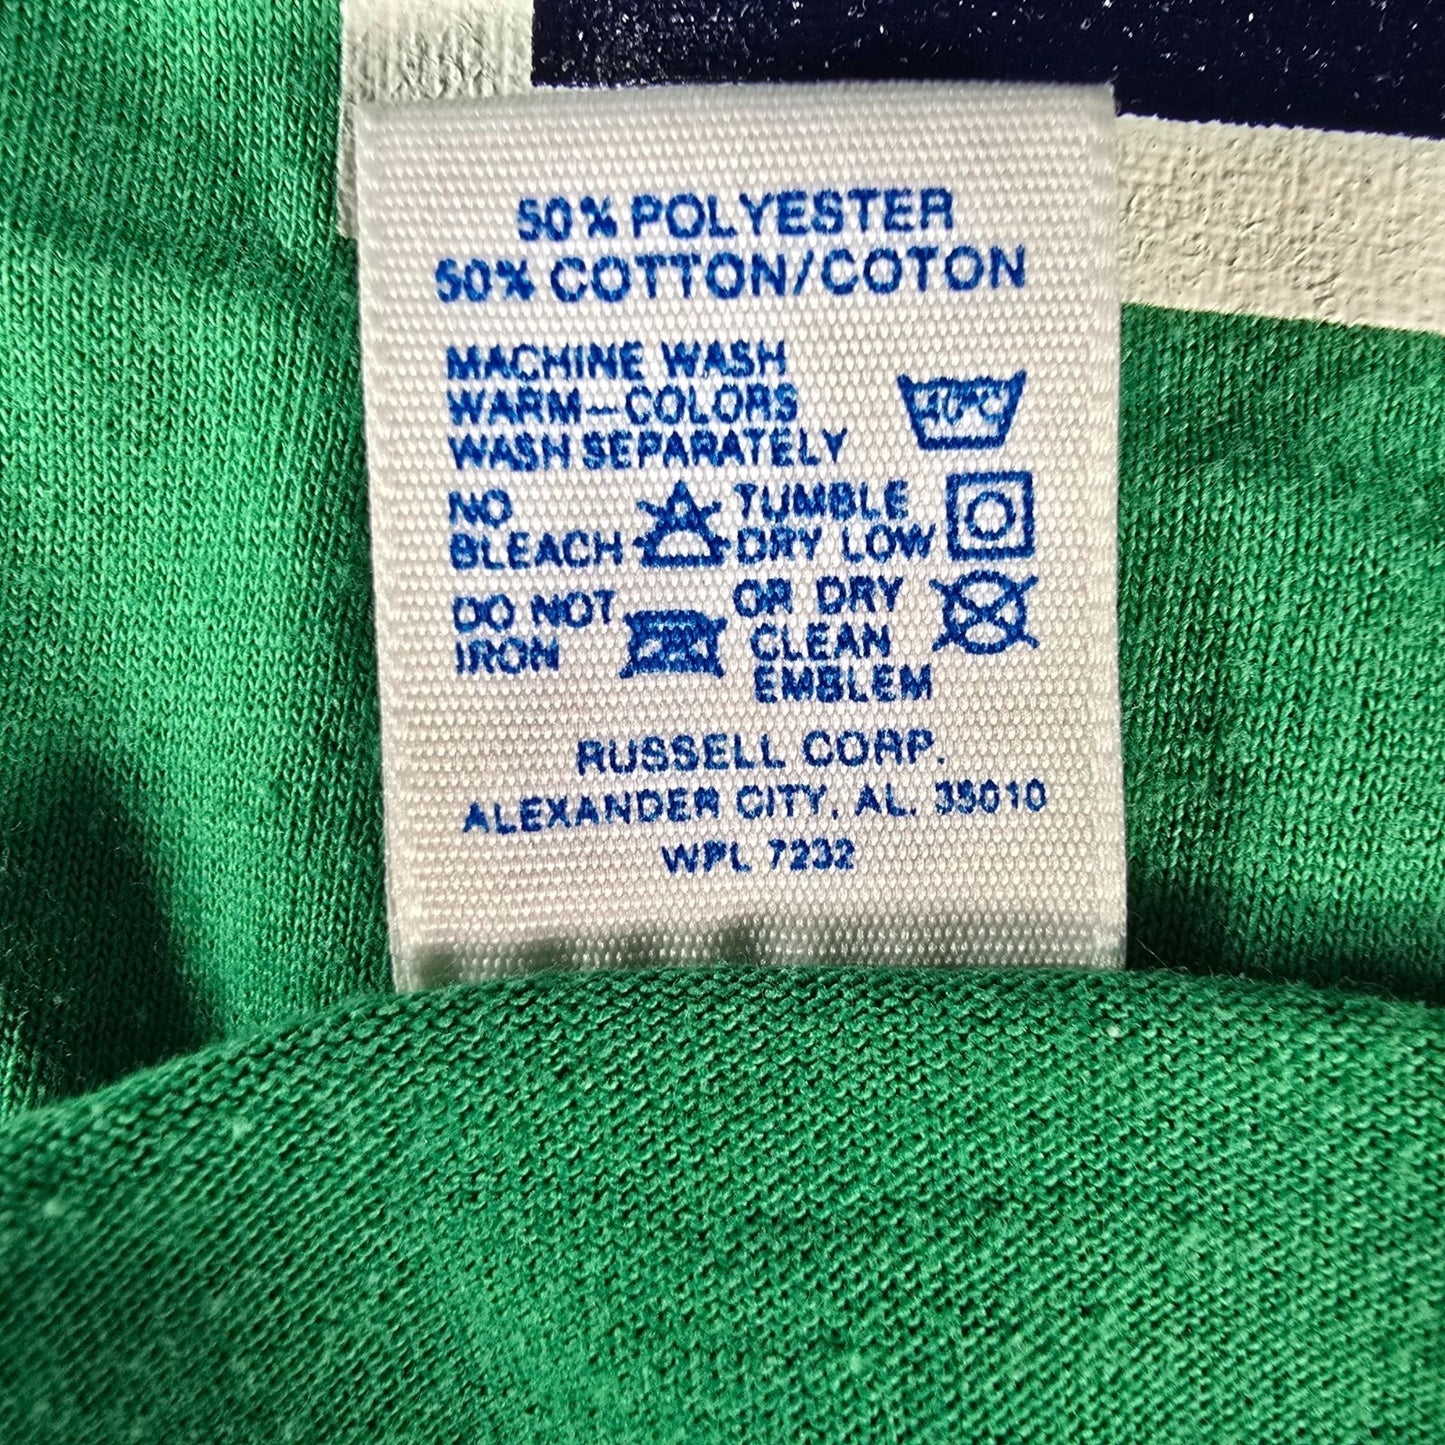 50% POLYESTER
50% COTTON/COTON
MACHINE WASH
WARM—COLORS
WASH SEPARATELY
40°C
NO
BLEACH
TUMBLE
DRY LOW
DO NOT
IRON
OR DRY
CLEAN
EMBLEM
RUSSELL CORP.
ALEXANDER CITY, AL. 35010
WPL 7232